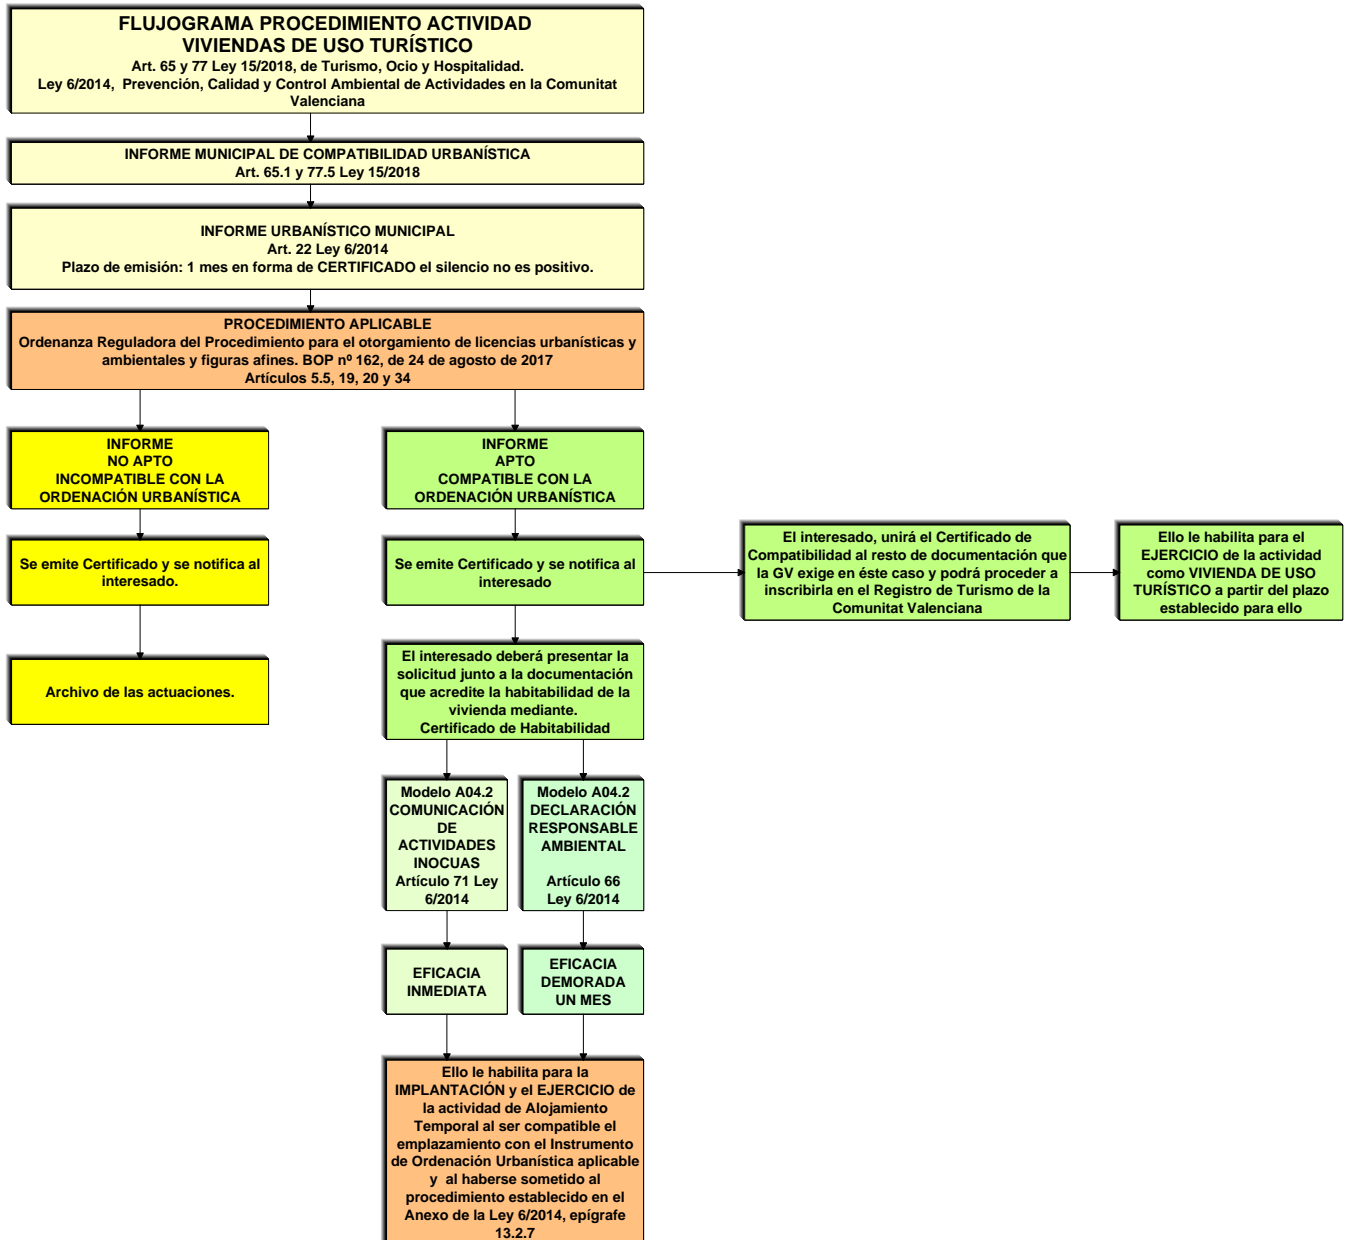 FLUJOGRAMA PROCEDIMIENTO ACTIVIDAD
VIVIENDAS DE USO TURÍSTICO
Art. 65 y 77 Ley 15/2018, de Turismo, Ocio y Hospitalidad.
Ley 6/2014, Prevención, Calidad y Control Ambiental de Actividades en la Comunitat
Valenciana
INFORME MUNICIPAL DE COMPATIBILIDAD URBANÍSTICA
Art. 65.1 y 77.5 Ley 15/2018
INFORME URBANÍSTICO MUNICIPAL
Art. 22 Ley 6/2014
Plazo de emisión: 1 mes en forma de CERTIFICADO el silencio no es positivo.
PROCEDIMIENTO APLICABLE
Ordenanza Reguladora del Procedimiento para el otorgamiento de licencias urbanísticas y
ambientales y figuras afines. BOP nº 162, de 24 de agosto de 2017
Artículos 5.5, 19, 20 y 34
INFORME
NO APTO
INCOMPATIBLE CON LA
ORDENACIÓN URBANÍSTICA
INFORME
APTO
COMPATIBLE CON LA
ORDENACIÓN URBANÍSTICA
Se emite Certificado y se notifica al
interesado.
Se emite Certificado y se notifica al
interesado
El interesado, unirá el Certificado de
Compatibilidad al resto de documentación que
la GV exige en éste caso y podrá proceder a
inscribirla en el Registro de Turismo de la
Comunitat Valenciana
Ello le habilita para el
EJERCICIO de la actividad
como VIVIENDA DE USO
TURÍSTICO a partir del plazo
establecido para ello
Archivo de las actuaciones.
El interesado deberá presentar la
solicitud junto a la documentación
que acredite la habitabilidad de la
vivienda mediante.
Certificado de Habitabilidad
Modelo A04.2
COMUNICACIÓN
DE
ACTIVIDADES
INOCUAS
Artículo 71 Ley
6/2014
Modelo A04.2
DECLARACIÓN
RESPONSABLE
AMBIENTAL
Artículo 66
Ley 6/2014
EFICACIA
INMEDIATA
EFICACIA
DEMORADA
UN MES
Ello le habilita para la
IMPLANTACIÓN y el EJERCICIO de
la actividad de Alojamiento
Temporal al ser compatible el
emplazamiento con el Instrumento
de Ordenación Urbanística aplicable
y al haberse sometido al
procedimiento establecido en el
Anexo de la Ley 6/2014, epígrafe
13.2.7